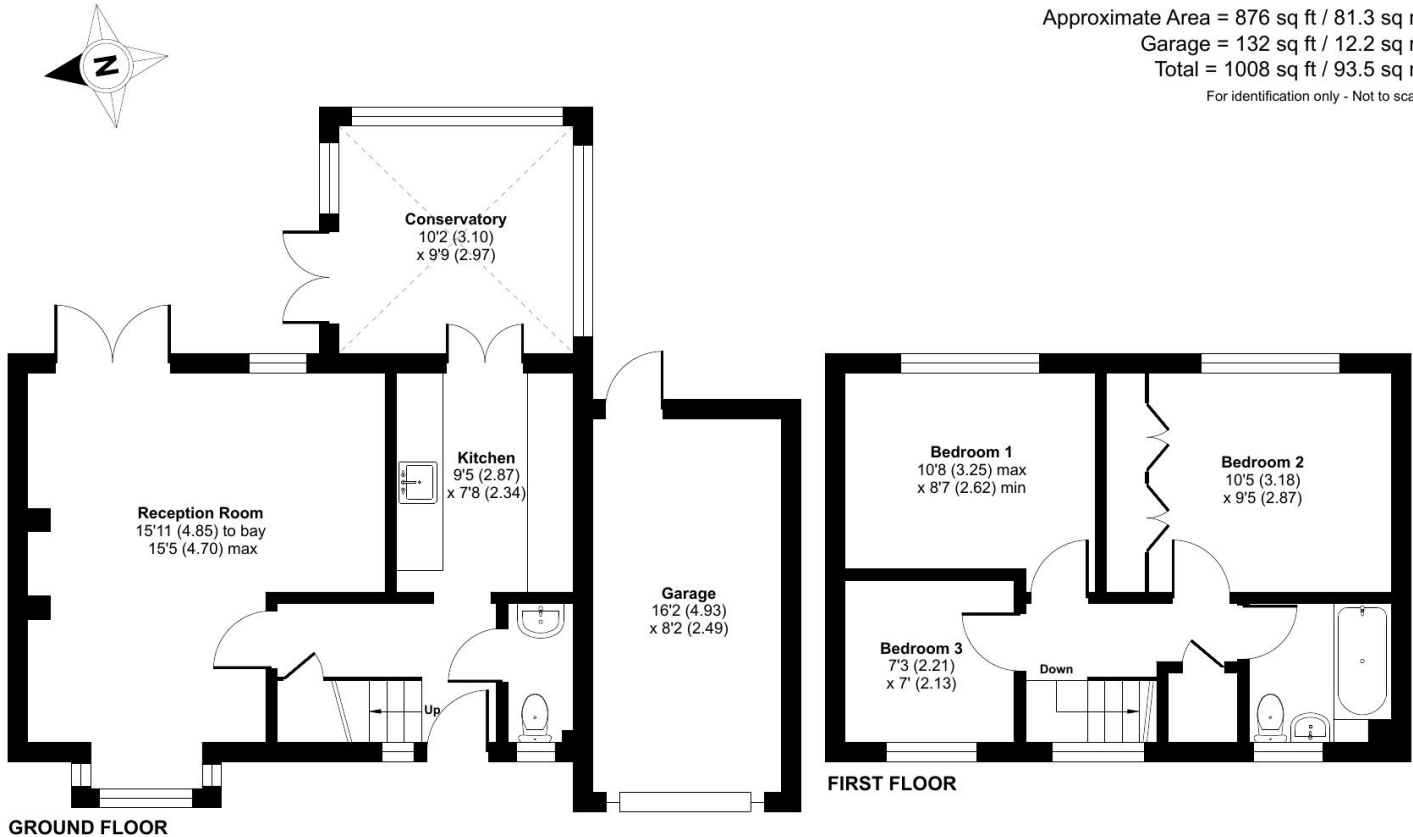 Approximate Area = 876 sq ft / 81.3 sq
Garage = 132 sq ft / 12.2 sq
Total = 1008 sq ft / 93.5 sq
For identification only - Not to
N
Conservatory
10'2 (3.10)
x 9'9 (2.97)
Kitchen
9'5 (2.87)
x 7'8 (2.34)
Reception Room
15'11 (4.85) to bay
15'5 (4.70) max
Garage
16'2 (4.93)
x 8'2 (2.49)
Up
GROUND FLOOR
Bedroom 1
10'8 (3.25) max
x 8'7 (2.62) min
Bedroom 2
10'5 (3.18)
x 9'5 (2.87)
Bedroom 3
7'3 (2.21)
x 7' (2.13)
Down
FIRST FLOOR